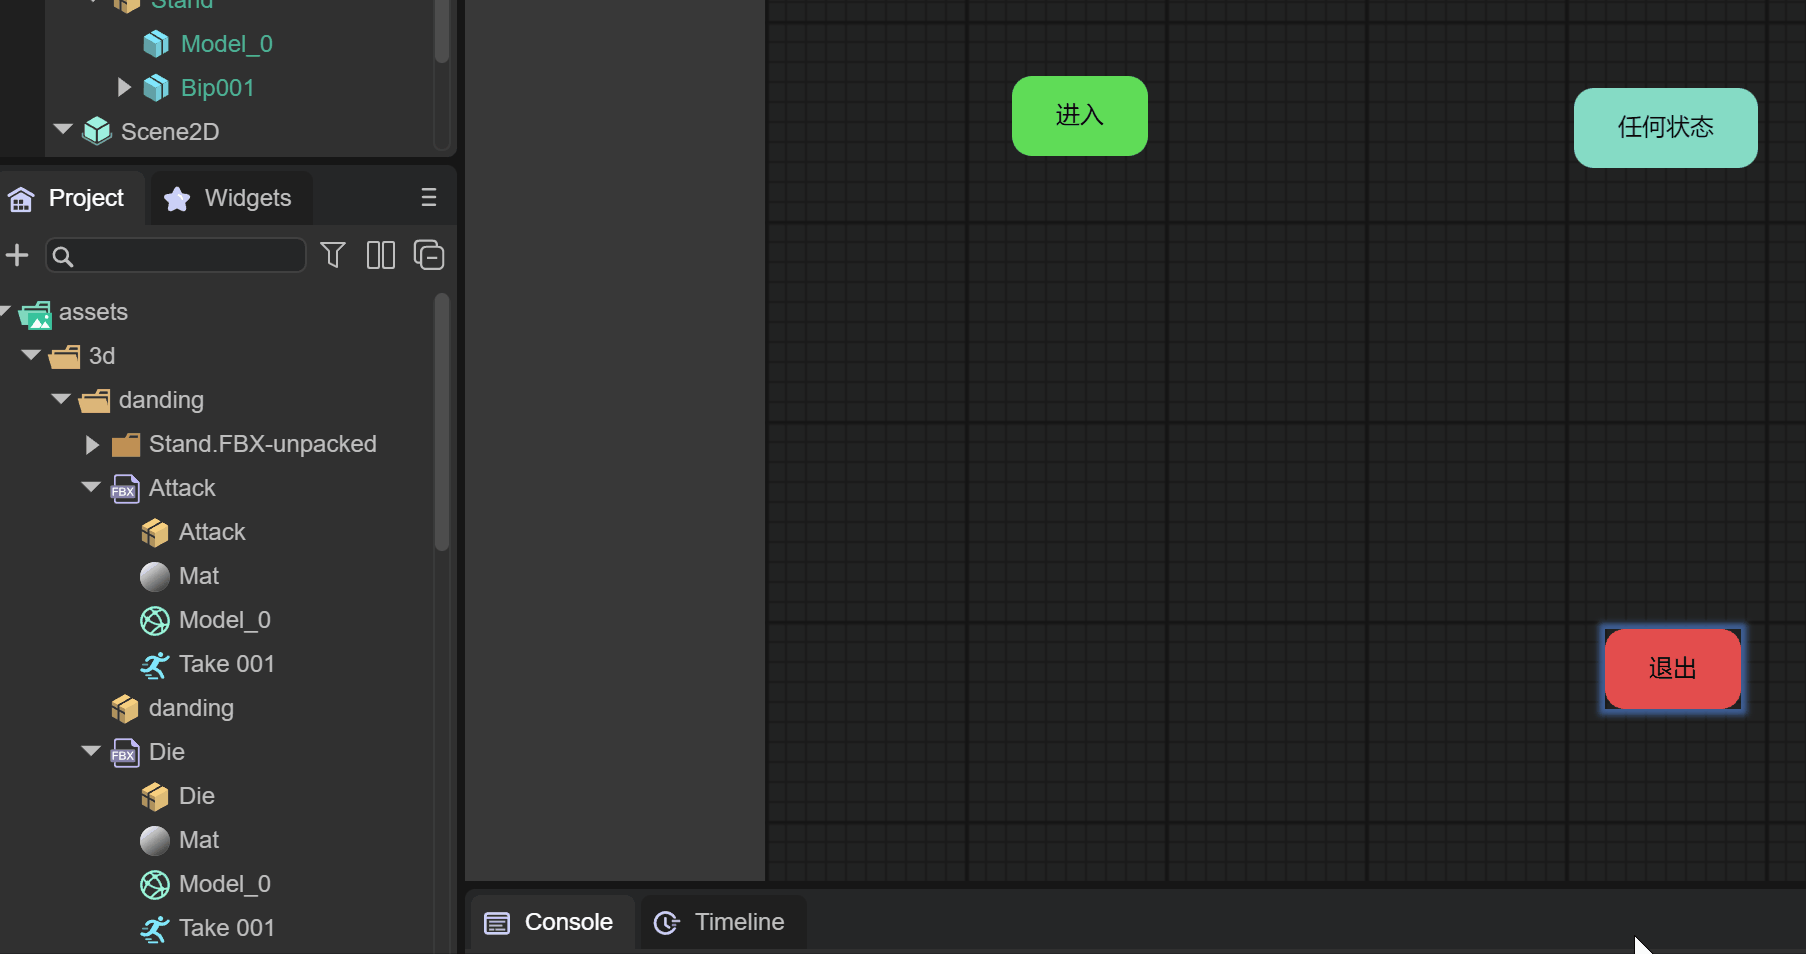 Stand
Model_0
Bip001
Scene2D
Project
Widgets
assets
3d
danding
Stand.FBX-unpacked
FBX Attack
Attack
Mat
Model_0
Take 001
danding
FBX Die
Die
Mat
Model_0
Take 001
进入
任何状态
退出
Console
Timeline